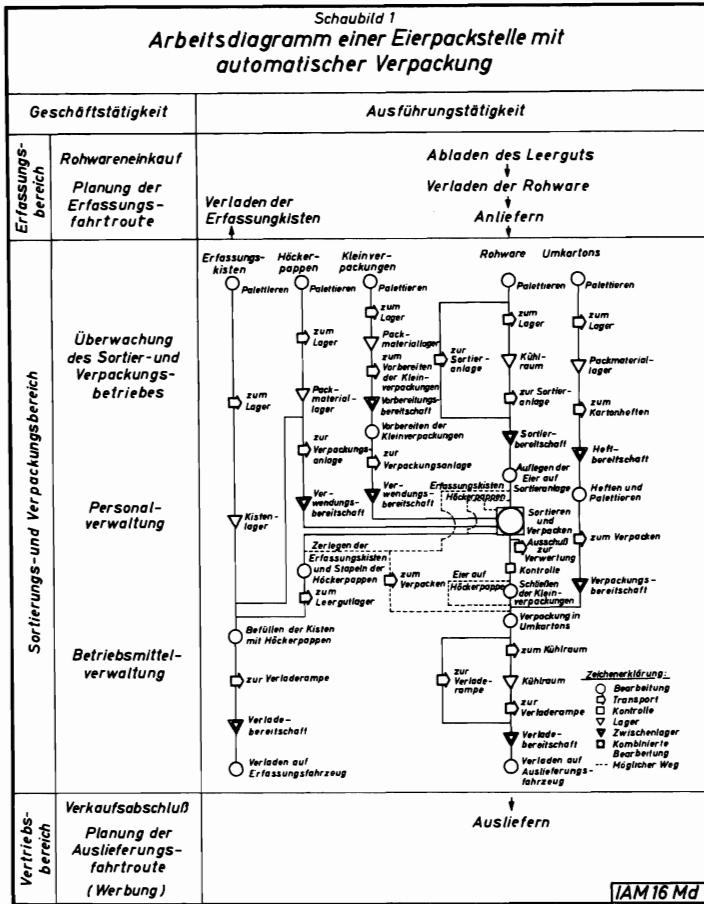 Schaubild 1
Arbeitsdiagramm einer Eierpackstelle mit
automatischer Verpackung
Geschäftstätigkeit
Ausführungstätigkeit
Erfassungs-
bereich
Rohwareneinkauf
Planung der
Erfassungs-
fahrtroute
Verladen der
Erfassungkisten
Abladen des Leerguts
Verladen der Rohware
Anliefern
Sortierungs-und Verpackungsbereich
Überwachung
des Sortier-und
Verpackungs-
betriebes
Personal-
verwaltung
Betriebsmittel-
verwaltung
Erfassungs-
kisten
Palettieren
zum
Lager
Kisten-
lager
Befüllen der Kisten
mit Höckerpappen
zur Verladerampe
Verlade-
bereitschaft
Verladen auf
Erfassungsfahrzeug
Höcker-
pappen
Palettieren
zum
Lager
Pack-
material-
lager
zur
Verpackungs-
anlage
Ver-
wendungs-
bereitschaft
Zerlegen der
Erfassungskisten
und Stapeln der
Höckerpappen
zum
Leergutlager
Kleinver-
packungen
Palettieren
zum
Lager
Pack-
materiallager
zum
Vorbereiten
der Klein-
verpackungen
Vorbereitungs-
bereitschaft
Vorbereiten der
Kleinverpackungen
zur
Verpackungsanlage
Ver-
wendungs-
bereitschaft
Erfassungskisten
Höckerpappen
zum
Verpacken
Eier auf
Höckerpappe
Rohware
Palettieren
zum
Lager
zur
Sortier-
anlage
Kühl-
raum
zur Sortier-
anlage
Sortier-
bereitschaft
Auflegen der
Eier auf
Sortieranlage
Sortieren
und
Verpacken
Ausschuß
zur
Verwertung
Kontrolle
Schließen
der Klein-
verpackungen
Verpackung in
Umkartons
zum Kühlraum
zur
Verlade-
rampe
Kühlraum
zur
Verladerampe
Verlade-
bereitschaft
Verladen auf
Auslieferungs-
fahrzeug
Umkartons
Palettieren
zum
Lager
Packmaterial-
lager
zum
Kartonheften
Heft-
bereitschaft
Heften und
Palettieren
zum Verpacken
Verpackungs-
bereitschaft
Zeichenerklärung:
Bearbeitung
Transport
Kontrolle
Lager
Zwischenlager
Kombinierte
Bearbeitung
Möglicher Weg
Vertriebs-
bereich
Verkaufsabschluß
Planung der
Auslieferungs-
fahrtroute
(Werbung)
Ausliefern
IAM 16 Md